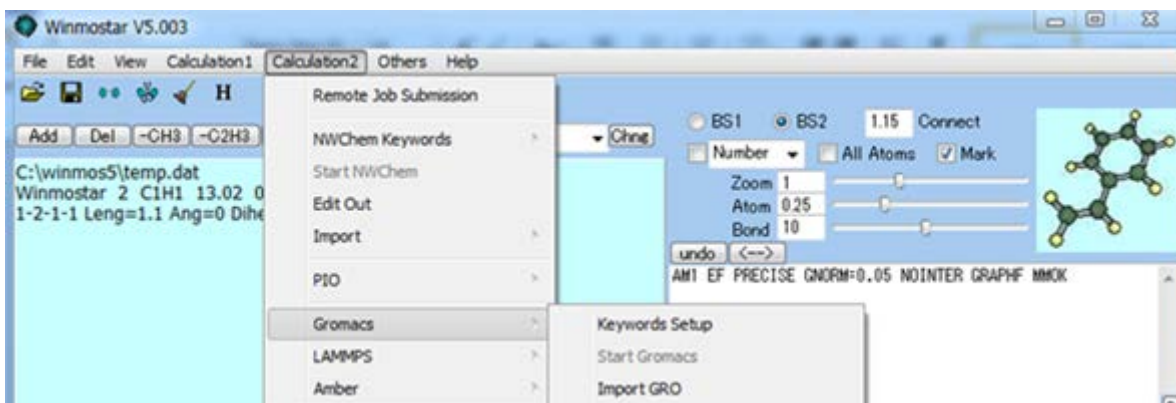 Winmostar V5.003
File Edit View Calculation1 Calculation2 Others Help
H
Remote Job Submission
Add Del -CH3 -C2H3 Chng
BS1 BS2 1.15 Connect
Number All Atoms Mark
NWChem Keywords
C:\winmos5\temp.dat
Start NWChem
Zoom 1
Winmostar 2 C1H1 13.02 0
Edit Out
Atom 0.25
1-2-1-1 Leng=1.1 Ang=0 Dihe
Import
Bond 10
undo <-->
PIO
AM1 EF PRECISE GNORM=0.05 NOINTER GRAPHF MMOK
Gromacs
Keywords Setup
LAMMPS
Start Gromacs
Amber
Import GRO